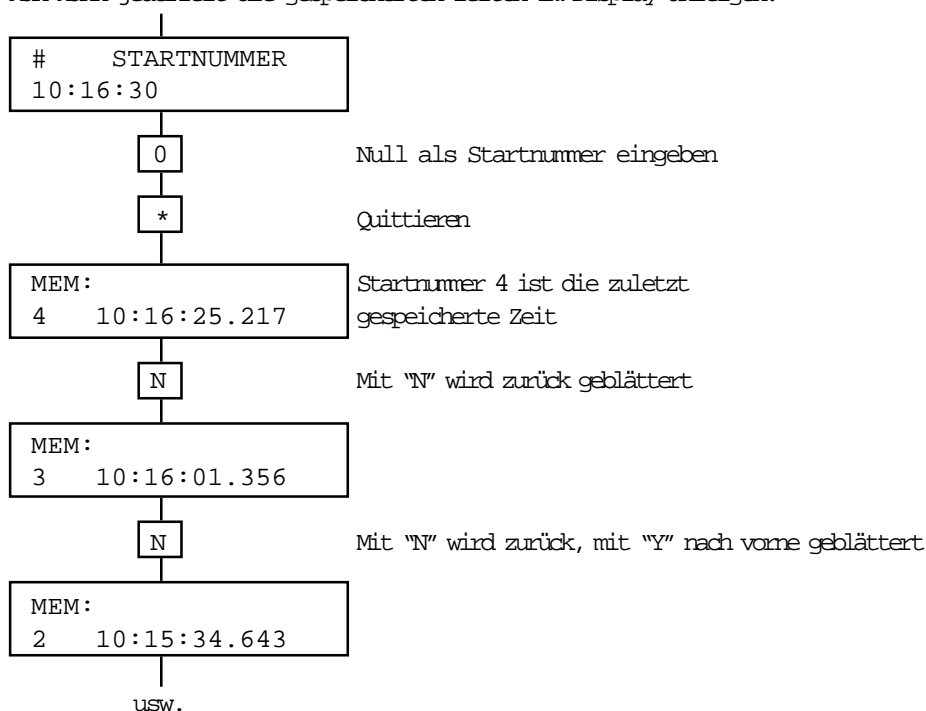 # STARTNUMMER
10:16:30
0 Null als Startnummer eingeben
* Quittieren
MEM: Startnummer 4 ist die zuletzt
4 10:16:25.217 gespeicherte Zeit
N Mit "N" wird zurück geblättert
MEM:
3 10:16:01.356
N Mit "N" wird zurück, mit "Y" nach vorne geblättert
MEM:
2 10:15:34.643
usw.